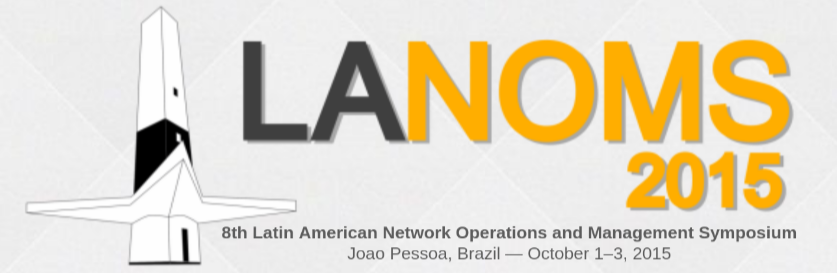 LANOMS
2015
8th Latin American Network Operations and Management Symposium
Joao Pessoa, Brazil — October 1–3, 2015